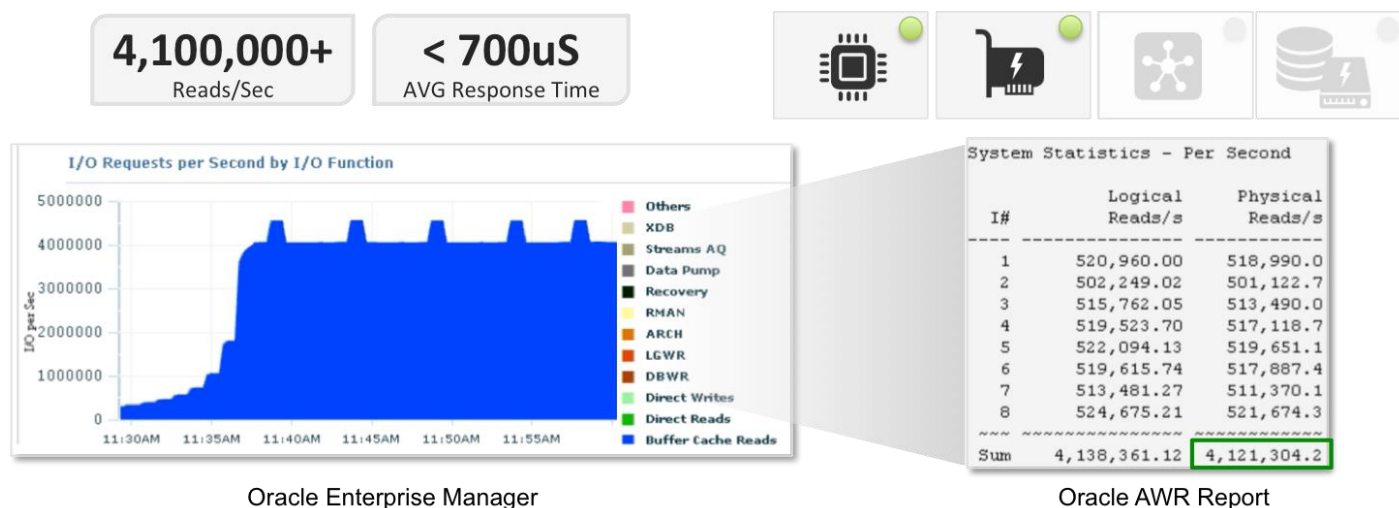 4,100,000+
Reads/Sec
< 700uS
AVG Response Time
I/O Requests per Second by I/O Function
I/O per Sec
5000000
4000000
3000000
2000000
1000000
0
11:30AM 11:35AM 11:40AM 11:45AM 11:50AM 11:55AM
Others
XDB
Streams AQ
Data Pump
Recovery
RMAN
ARCH
LGWR
DBWR
Direct Writes
Direct Reads
Buffer Cache Reads
Oracle Enterprise Manager
System Statistics - Per Second
Logical Physical
I# Reads/s Reads/s
---- --------------- ------------
1 520,960.00 518,990.0
2 502,249.02 501,122.7
3 515,762.05 513,490.0
4 519,523.70 517,118.7
5 522,094.13 519,651.1
6 519,615.74 517,887.4
7 513,481.27 511,370.1
8 524,675.21 521,674.3
~~~ ~~~~~~~~~~~~~~~ ~~~~~~~~~~~~
Sum 4,138,361.12 4,121,304.2
Oracle AWR Report